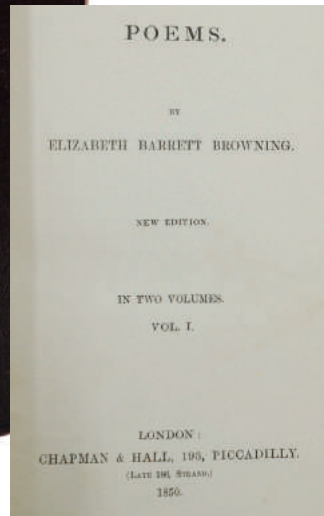 POEMS.
BY
ELIZABETH BARRETT BROWNING.
NEW EDITION.
IN TWO VOLUMES.
VOL. I.
LONDON:
CHAPMAN & HALL, 193, PICCADILLY.
(LATE 186, STRAND.)
1850.